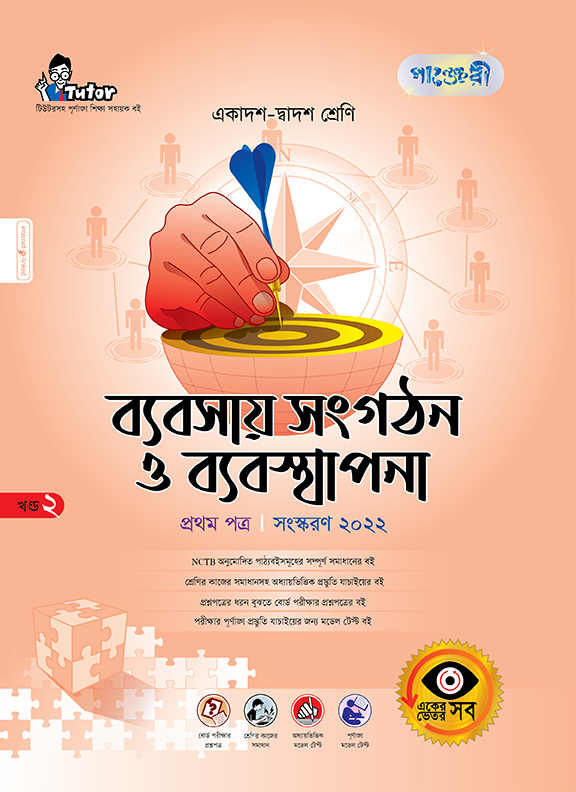 iTutor
টিউটরসহ পূর্ণাঙ্গ শিক্ষা সহায়ক বই
পাঞ্জেরী
একাদশ-দ্বাদশ শ্রেণি
N
NE
E
ব্যবসায় সংগঠন
ও ব্যবস্থাপনা
খণ্ড ২
প্রথম পত্র | সংস্করণ ২০২২
NCTB অনুমোদিত পাঠ্যবইসমূহের সম্পূর্ণ সমাধানের বই
শ্রেণির কাজের সমাধানসহ অধ্যায়ভিত্তিক প্রস্তুতি যাচাইয়ের বই
প্রশ্নপত্রের ধরন বুঝতে বোর্ড পরীক্ষার প্রশ্নপত্রের বই
পরীক্ষার পূর্ণাঙ্গ প্রস্তুতি যাচাইয়ের জন্য মডেল টেস্ট বই
একের
ভেতর
সব
বোর্ড পরীক্ষার
প্রশ্নপত্র
শ্রেণির কাজের
সমাধান
অধ্যায়ভিত্তিক
মডেল টেস্ট
পূর্ণাঙ্গ
মডেল টেস্ট